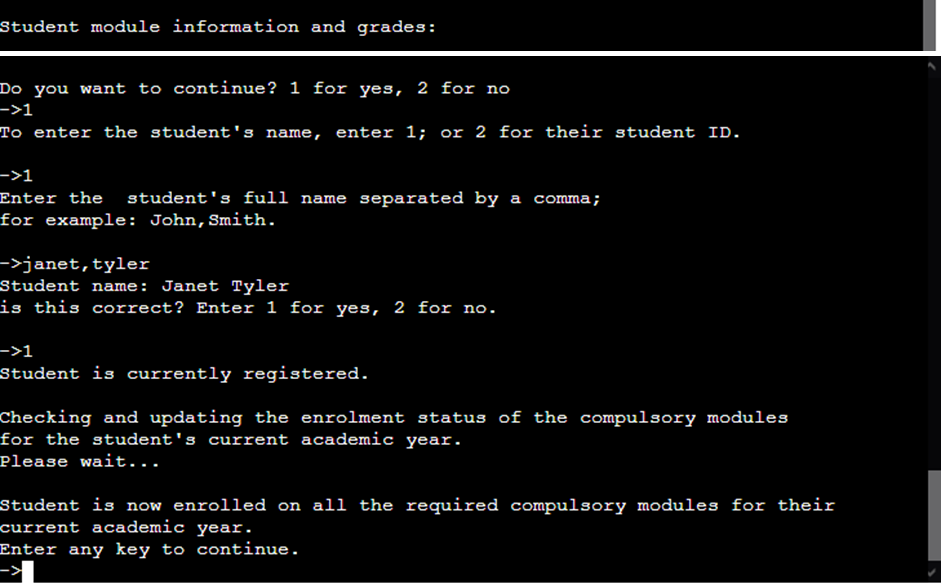 Student module information and grades:
Do you want to continue? 1 for yes, 2 for no
->1
To enter the student's name, enter 1; or 2 for their student ID.
->1
Enter the  student's full name separated by a comma;
for example: John,Smith.
->janet,tyler
Student name: Janet Tyler
is this correct? Enter 1 for yes, 2 for no.
->1
Student is currently registered.
Checking and updating the enrolment status of the compulsory modules
for the student's current academic year.
Please wait...
Student is now enrolled on all the required compulsory modules for their
current academic year.
Enter any key to continue.
->